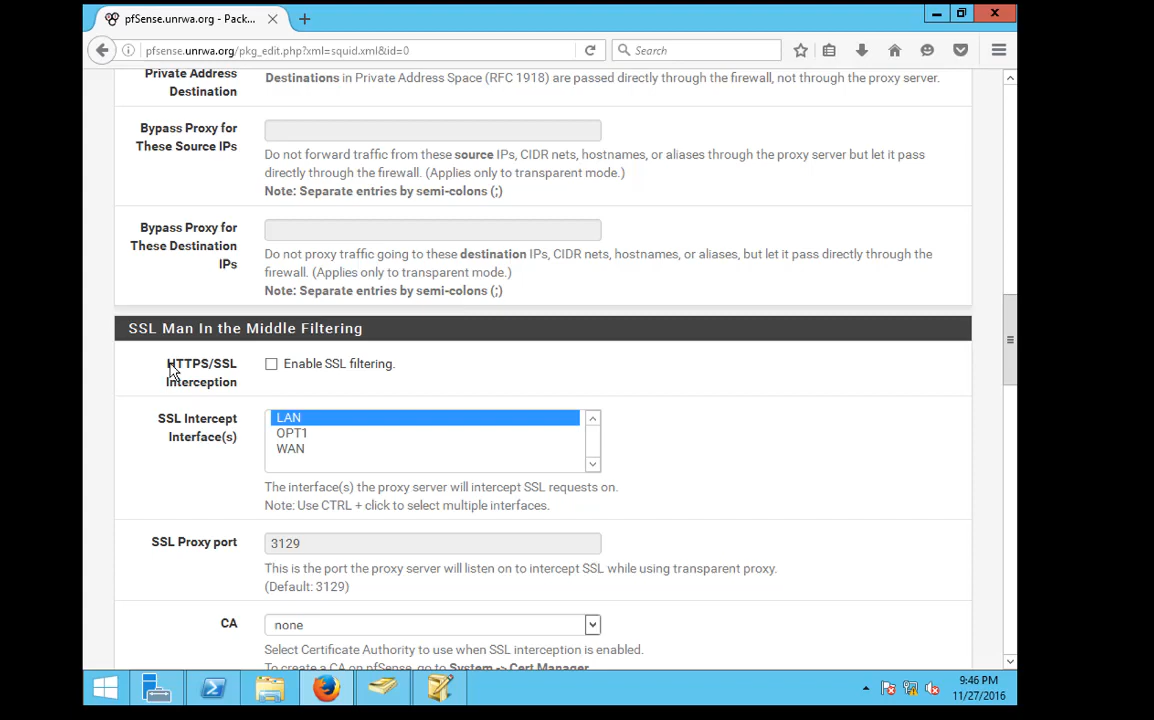 pfSense.unrwa.org - Pack...
pfsense.unrwa.org/pkg_edit.php?xml=squid.xml&id=0
Search
Private Address
Destination
Destinations in Private Address Space (RFC 1918) are passed directly through the firewall, not through the proxy server.
Bypass Proxy for
These Source IPs
Do not forward traffic from these source IPs, CIDR nets, hostnames, or aliases through the proxy server but let it pass
directly through the firewall. (Applies only to transparent mode.)
Note: Separate entries by semi-colons (;)
Bypass Proxy for
These Destination
IPs
Do not proxy traffic going to these destination IPs, CIDR nets, hostnames, or aliases, but let it pass directly through the
firewall. (Applies only to transparent mode.)
Note: Separate entries by semi-colons (;)
SSL Man In the Middle Filtering
HTTPS/SSL
Interception
Enable SSL filtering.
SSL Intercept
Interface(s)
LAN
OPT1
WAN
The interface(s) the proxy server will intercept SSL requests on.
Note: Use CTRL + click to select multiple interfaces.
SSL Proxy port
3129
This is the port the proxy server will listen on to intercept SSL while using transparent proxy.
(Default: 3129)
CA
none
Select Certificate Authority to use when SSL interception is enabled.
To create a CA on pfSense, go to System -> Cert Manager
9:46 PM
11/27/2016